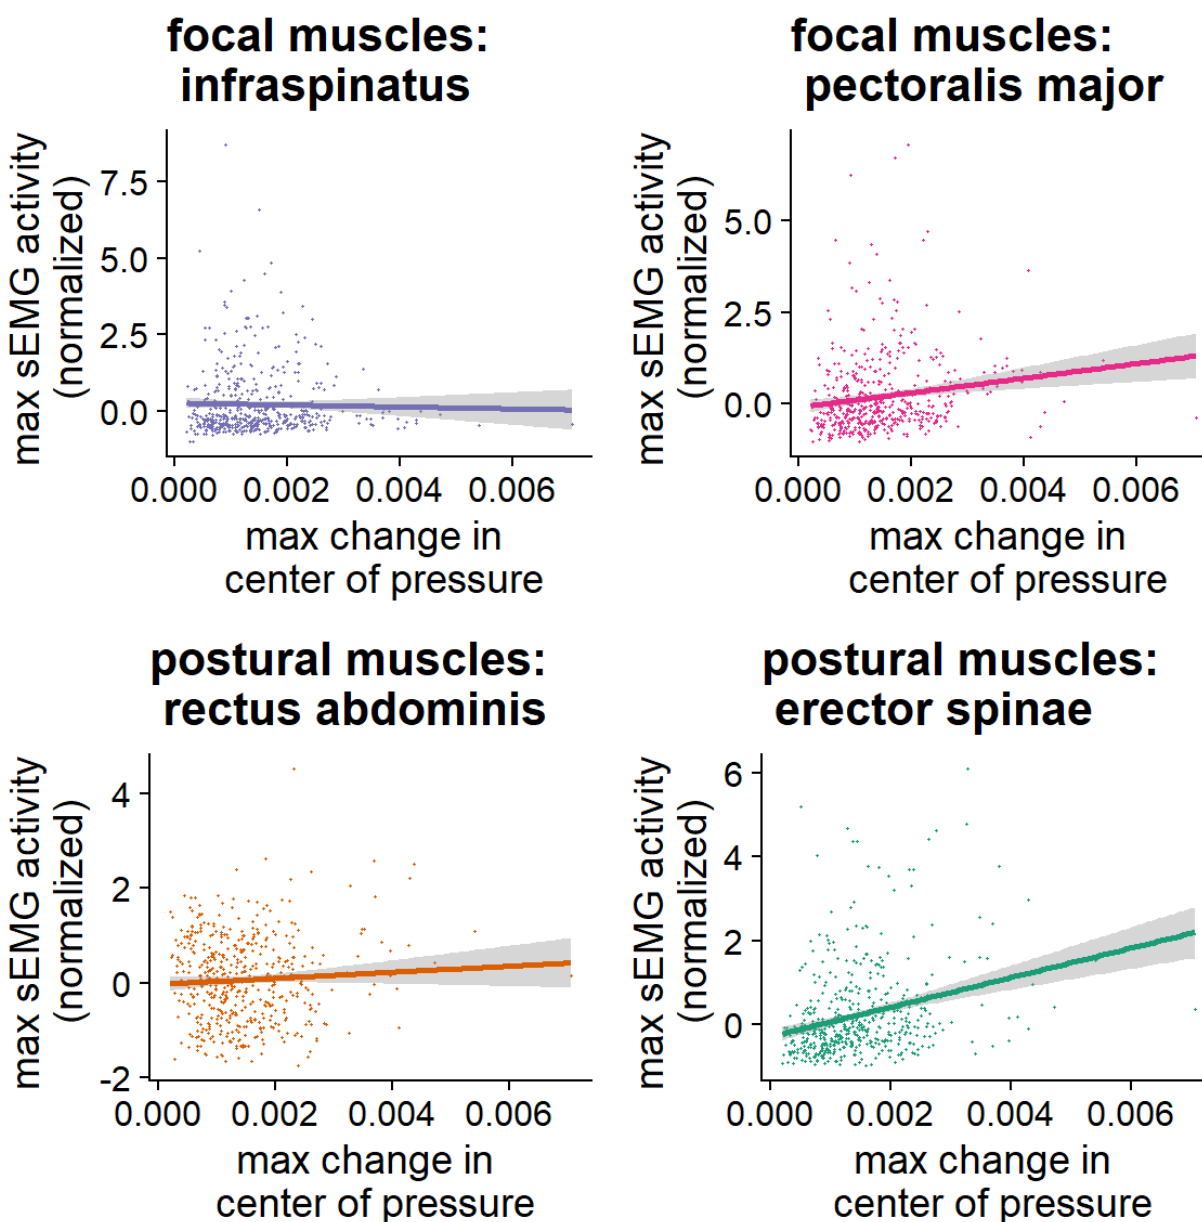 focal muscles:
infraspinatus
max sEMG activity
(normalized)
7.5
5.0
2.5
0.0
0.000 0.002 0.004 0.006
max change in
center of pressure
focal muscles:
pectoralis major
max sEMG activity
(normalized)
5.0
2.5
0.0
0.000 0.002 0.004 0.006
max change in
center of pressure
postural muscles:
rectus abdominis
max sEMG activity
(normalized)
4
2
0
-2
0.000 0.002 0.004 0.006
max change in
center of pressure
postural muscles:
erector spinae
max sEMG activity
(normalized)
6
4
2
0
0.000 0.002 0.004 0.006
max change in
center of pressure